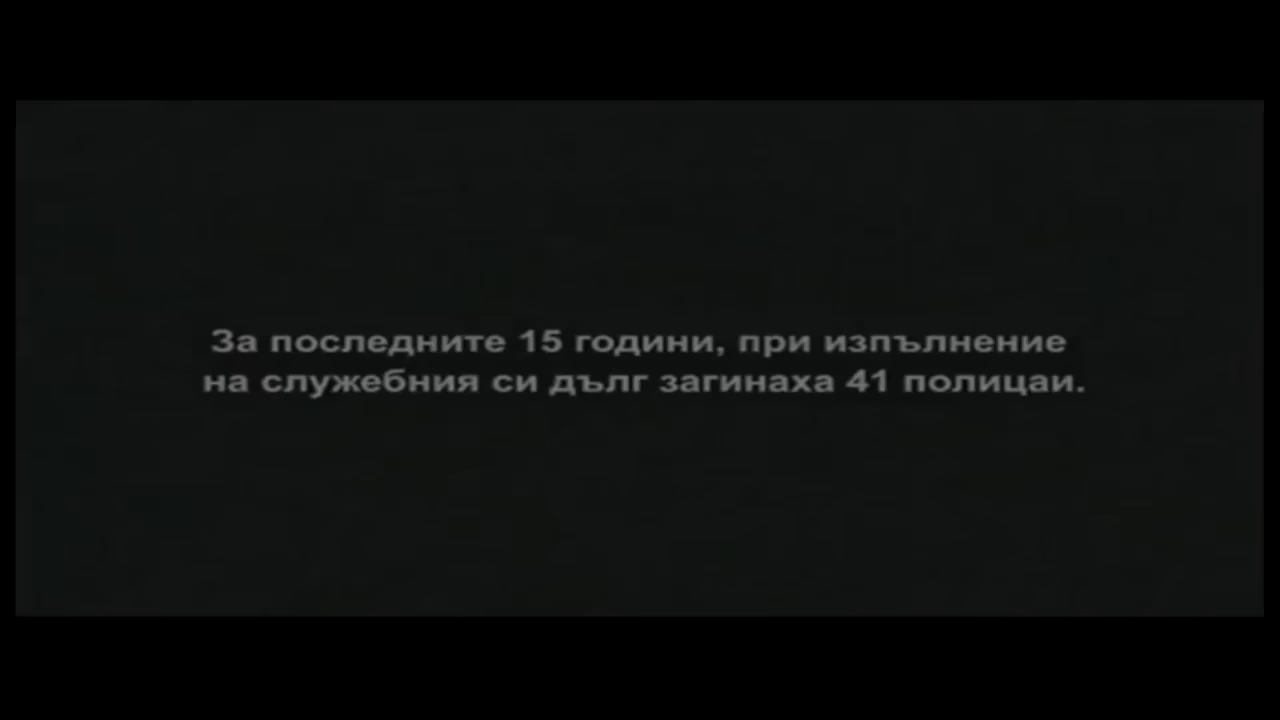 За последните 15 години, при изпълнение
на служебния си дълг загинаха 41 полицаи.